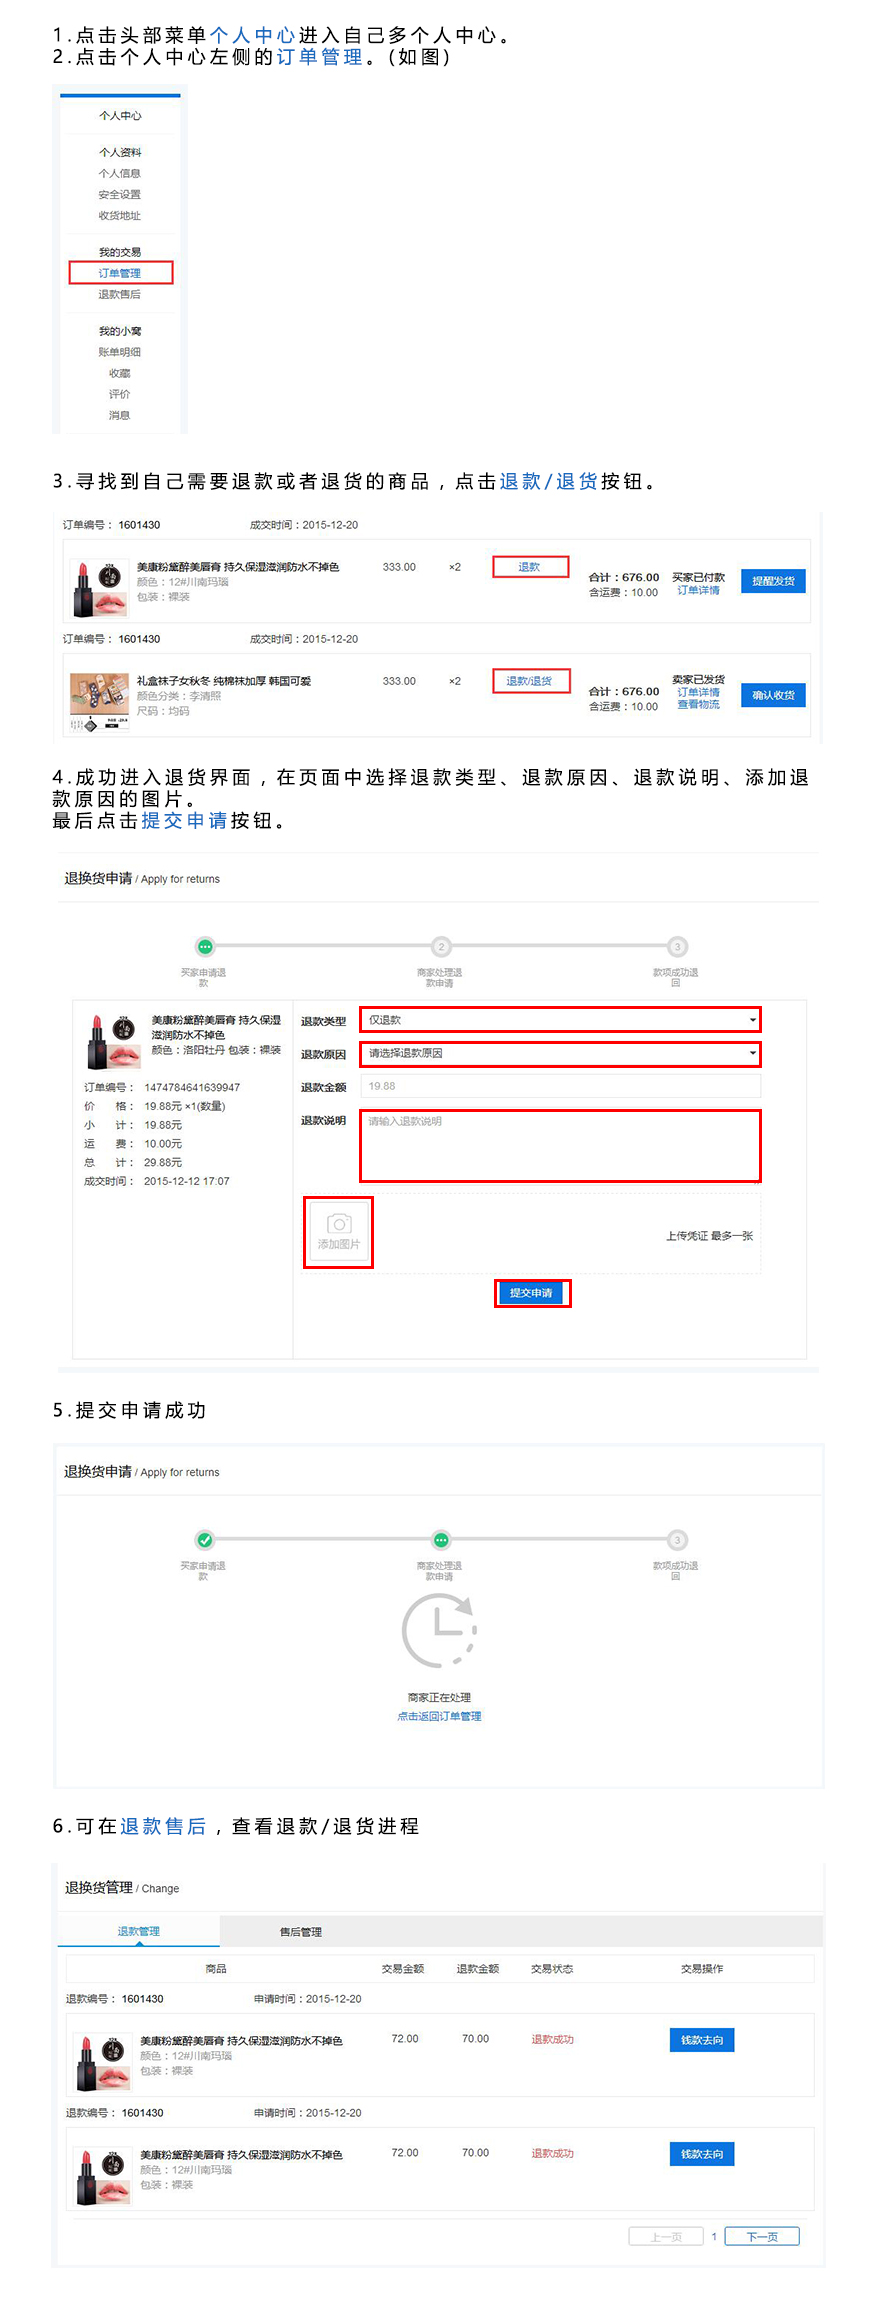 1.点击头部菜单个人中心进入自己多个人中心。
2.点击个人中心左侧的订单管理。(如图)
个人中心
个人资料
个人信息
安全设置
收货地址
我的交易
订单管理
退款售后
我的小窝
账单明细
收藏
评价
消息
3.寻找到自己需要退款或者退货的商品，点击退款/退货按钮。
订单编号： 1601430 成交时间：2015-12-20
美康粉黛醉美唇膏 持久保湿滋润防水不掉色 333.00 ×2 退款
颜色：12#川南玛瑙
包装：裸装
合计：676.00
含运费：10.00
买家已付款
订单详情
提醒发货
订单编号： 1601430 成交时间：2015-12-20
礼盒袜子女秋冬 纯棉袜加厚 韩国可爱 333.00 ×2 退款/退货
颜色分类：李清照
尺码：均码
合计：676.00
含运费：10.00
卖家已发货
订单详情
查看物流
确认收货
4.成功进入退货界面，在页面中选择退款类型、退款原因、退款说明、添加退
款原因的图片。
最后点击提交申请按钮。
退换货申请 / Apply for returns
2
3
买家申请退
款
商家处理退
款申请
款项成功退
回
美康粉黛醉美唇膏 持久保湿
滋润防水不掉色
颜色：洛阳牡丹 包装：裸装
订单编号： 1474784641639947
价 格： 19.88元 ×1(数量)
小 计： 19.88元
运 费： 10.00元
总 计： 29.88元
成交时间： 2015-12-12 17:07
退款类型 仅退款
退款原因 请选择退款原因
退款金额 19.88
退款说明 请输入退款说明
添加图片
上传凭证 最多一张
提交申请
5.提交申请成功
退换货申请 / Apply for returns
3
买家申请退
款
商家处理退
款申请
款项成功退
回
商家正在处理
点击返回订单管理
6.可在退款售后，查看退款/退货进程
退换货管理 / Change
退款管理 售后管理
商品 交易金额 退款金额 交易状态 交易操作
退款编号： 1601430 申请时间：2015-12-20
美康粉黛醉美唇膏 持久保湿滋润防水不掉色 72.00 70.00 退款成功 钱款去向
颜色：12#川南玛瑙
包装：裸装
退款编号： 1601430 申请时间：2015-12-20
美康粉黛醉美唇膏 持久保湿滋润防水不掉色 72.00 70.00 退款成功 钱款去向
颜色：12#川南玛瑙
包装：裸装
上一页 1 下一页